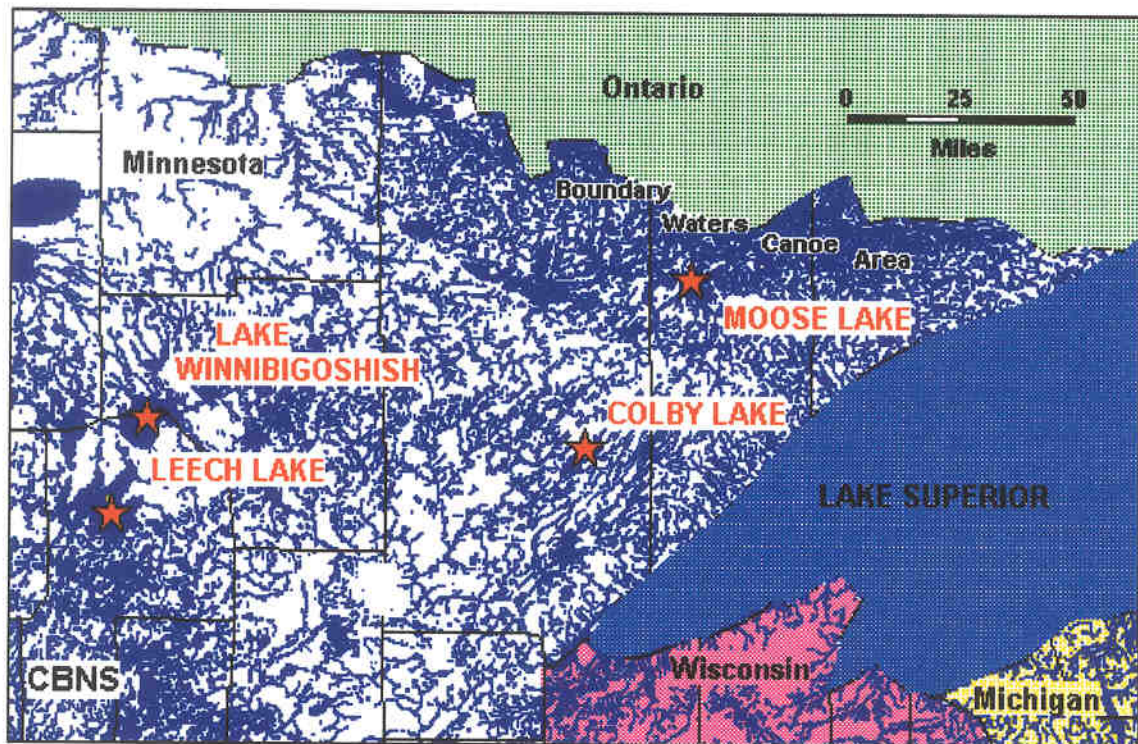 Ontario
0 25 50
Miles
Minnesota
Boundary
Waters
Canoe
Area
MOOSE LAKE
LAKE
WINNIBIGOSHISH
COLBY LAKE
LEECH LAKE
LAKE SUPERIOR
CBNS
Wisconsin
Michigan